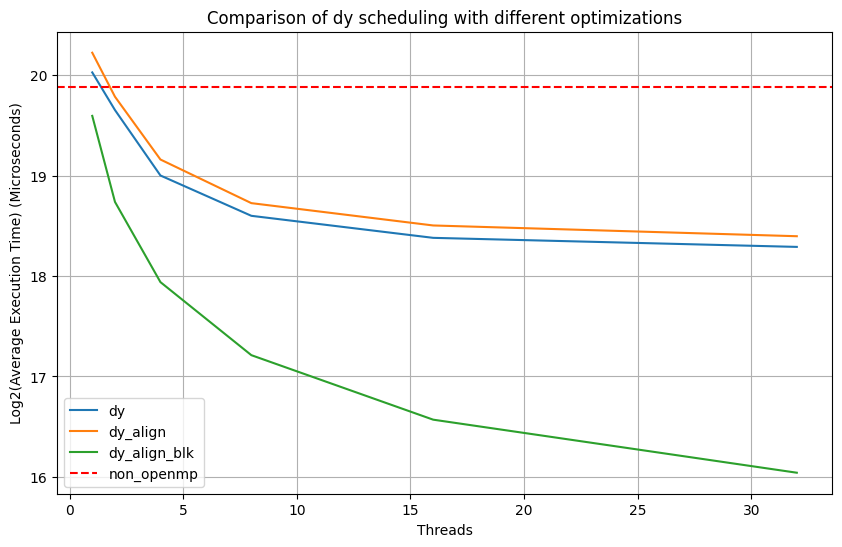 Comparison of dy scheduling with different optimizations
Log2(Average Execution Time) (Microseconds)
20
19
18
17
16
dy
dy_align
dy_align_blk
non_openmp
0
5
10
15
20
25
30
Threads